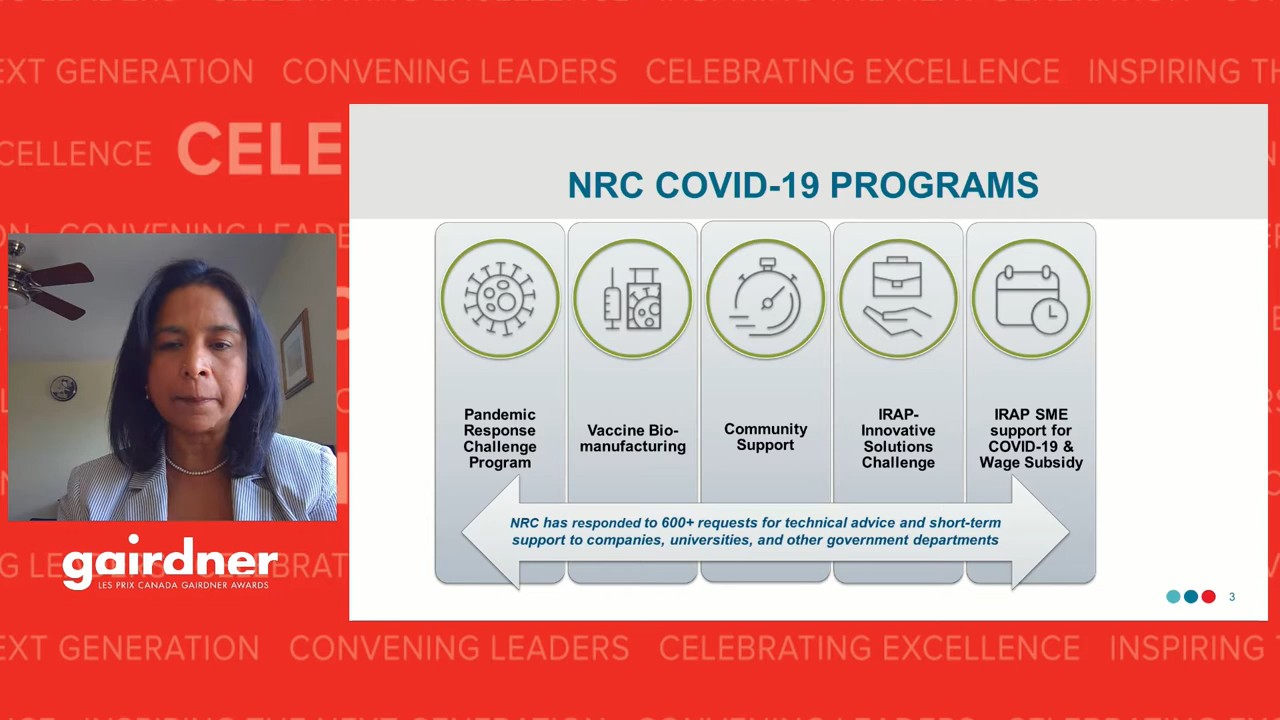 EXT GENERATION CONVENING LEADERS CELEBRATING EXCELLENCE INSPIRING TH
CELLENCE CELE
NRC COVID-19 PROGRAMS
Pandemic
Response
Challenge
Program
Vaccine Bio-
manufacturing
Community
Support
IRAP-
Innovative
Solutions
Challenge
IRAP SME
support for
COVID-19 &
Wage Subsidy
NRC has responded to 600+ requests for technical advice and short-term
support to companies, universities, and other government departments
3
gairdner
LES PRIX CANADA GAIRDNER AWARDS
EXT GENERATION CONVENING LEADERS CELEBRATING EXCELLENCE INSPIRING